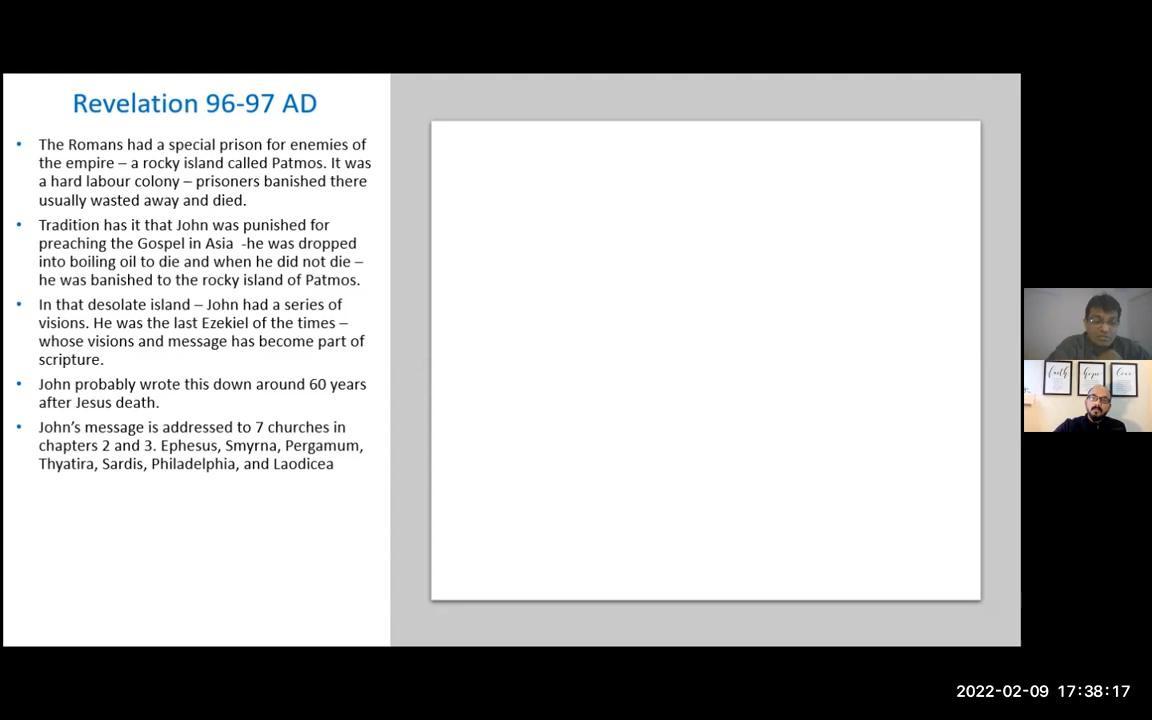 Revelation 96-97 AD
• The Romans had a special prison for enemies of
the empire – a rocky island called Patmos. It was
a hard labour colony – prisoners banished there
usually wasted away and died.
• Tradition has it that John was punished for
preaching the Gospel in Asia  -he was dropped
into boiling oil to die and when he did not die –
he was banished to the rocky island of Patmos.
• In that desolate island – John had a series of
visions. He was the last Ezekiel of the times –
whose visions and message has become part of
scripture.
• John probably wrote this down around 60 years
after Jesus death.
• John’s message is addressed to 7 churches in
chapters 2 and 3. Ephesus, Smyrna, Pergamum,
Thyatira, Sardis, Philadelphia, and Laodicea
faith
hope
love
2022-02-09 17:38:17